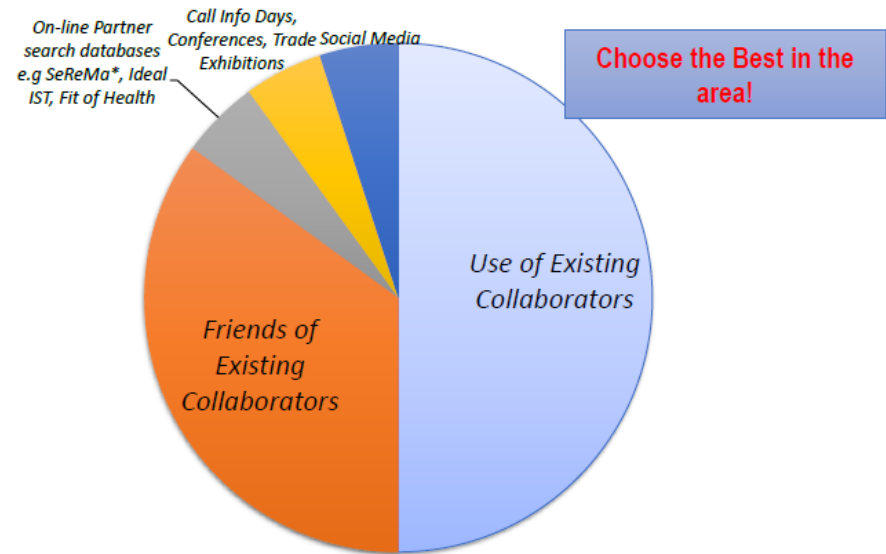 On-line Partner
search databases
e.g SeReMa*, Ideal
IST, Fit of Health
Call Info Days,
Conferences, Trade
Exhibitions
Social Media
Choose the Best in the
area!
Use of Existing
Collaborators
Friends of
Existing
Collaborators